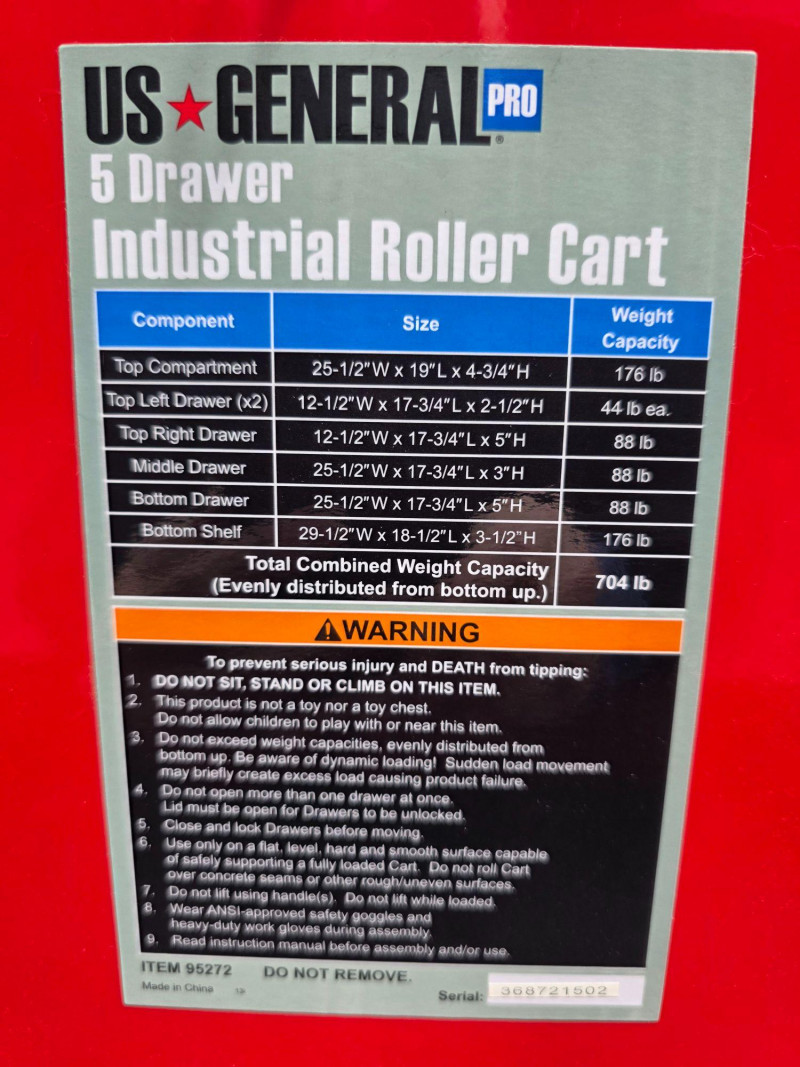 US★GENERAL PRO®
5 Drawer
Industrial Roller Cart
Component Size Weight Capacity
Top Compartment 25-1/2"W x 19"L x 4-3/4"H 176 lb
Top Left Drawer (x2) 12-1/2"W x 17-3/4"L x 2-1/2"H 44 lb ea.
Top Right Drawer 12-1/2"W x 17-3/4"L x 5"H 88 lb
Middle Drawer 25-1/2"W x 17-3/4"L x 3"H 88 lb
Bottom Drawer 25-1/2"W x 17-3/4"L x 5"H 88 lb
Bottom Shelf 29-1/2"W x 18-1/2"L x 3-1/2"H 176 lb
Total Combined Weight Capacity
(Evenly distributed from bottom up.) 704 lb
⚠WARNING
To prevent serious injury and DEATH from tipping:
1. DO NOT SIT, STAND OR CLIMB ON THIS ITEM.
2. This product is not a toy nor a toy chest.
Do not allow children to play with or near this item.
3. Do not exceed weight capacities, evenly distributed from
bottom up. Be aware of dynamic loading! Sudden load movement
may briefly create excess load causing product failure.
4. Do not open more than one drawer at once.
Lid must be open for Drawers to be unlocked.
5. Close and lock Drawers before moving.
6. Use only on a flat, level, hard and smooth surface capable
of safely supporting a fully loaded Cart. Do not roll Cart
over concrete seams or other rough/uneven surfaces.
7. Do not lift using handle(s). Do not lift while loaded.
8. Wear ANSI-approved safety goggles and
heavy-duty work gloves during assembly.
9. Read instruction manual before assembly and/or use.
ITEM 95272 DO NOT REMOVE.
Made in China
Serial: 368721502